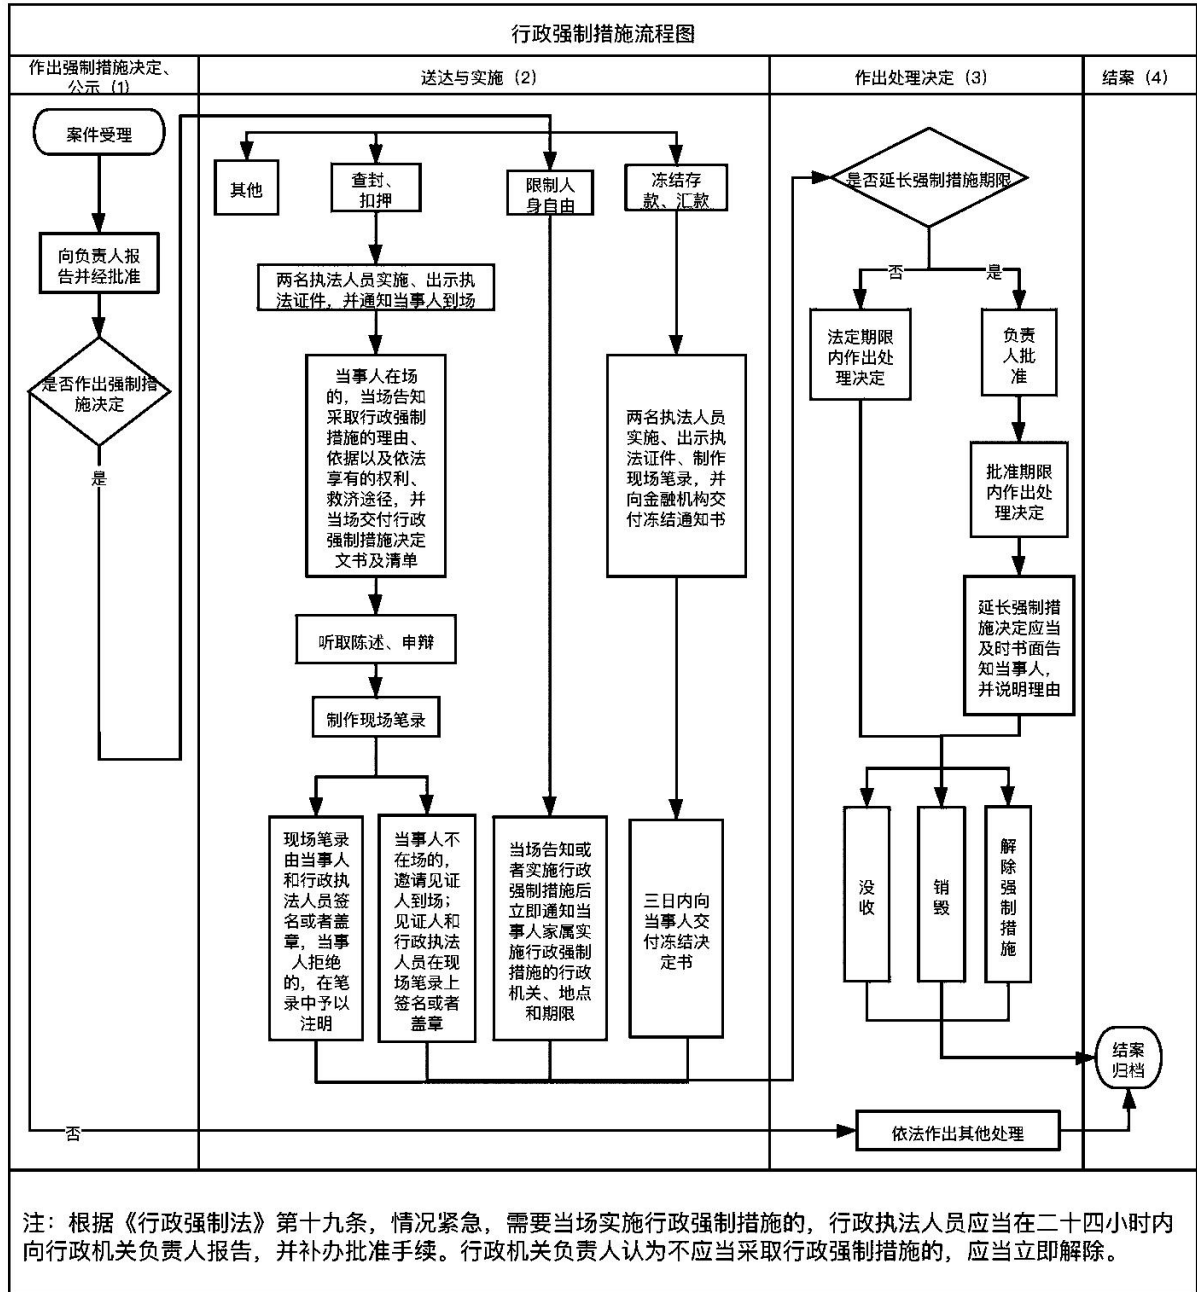 行政强制措施流程图
作出强制措施决定、
公示（1）
送达与实施（2）
作出处理决定（3）
结案（4）
案件受理
向负责人报
告并经批准
是否作出强制措
施决定
是
否
其他
查封、
扣押
限制人
身自由
冻结存
款、汇款
两名执法人员实施、出示执
法证件，并通知当事人到场
当事人在场
的，当场告知
采取行政强制
措施的理由、
依据以及依法
享有的权利、
救济途径，并
当场交付行政
强制措施决定
文书及清单
听取陈述、申辩
制作现场笔录
现场笔录
由当事人
和行政执
法人员签
名或者盖
章，当事
人拒绝
的，在笔
录中予以
注明
当事人不
在场的，
邀请见证
人到场；
见证人和
行政执法
人员在现
场笔录上
签名或者
盖章
当场告知或
者实施行政
强制措施后
立即通知当
事人家属实
施行政强制
措施的行政
机关、地点
和期限
两名执法人员
实施、出示执
法证件、制作
现场笔录，并
向金融机构交
付冻结通知书
三日内向
当事人交
付冻结决
定书
是否延长强制措施期限
否
是
法定期限
内作出处
理决定
负责
人批
准
批准期限
内作出处
理决定
延长强制措
施决定应当
及时书面告
知当事人，
并说明理由
没收
销毁
解除强制措施
依法作出其他处理
结案
归档
注：根据《行政强制法》第十九条，情况紧急，需要当场实施行政强制措施的，行政执法人员应当在二十四小时内
向行政机关负责人报告，并补办批准手续。行政机关负责人认为不应当采取行政强制措施的，应当立即解除。